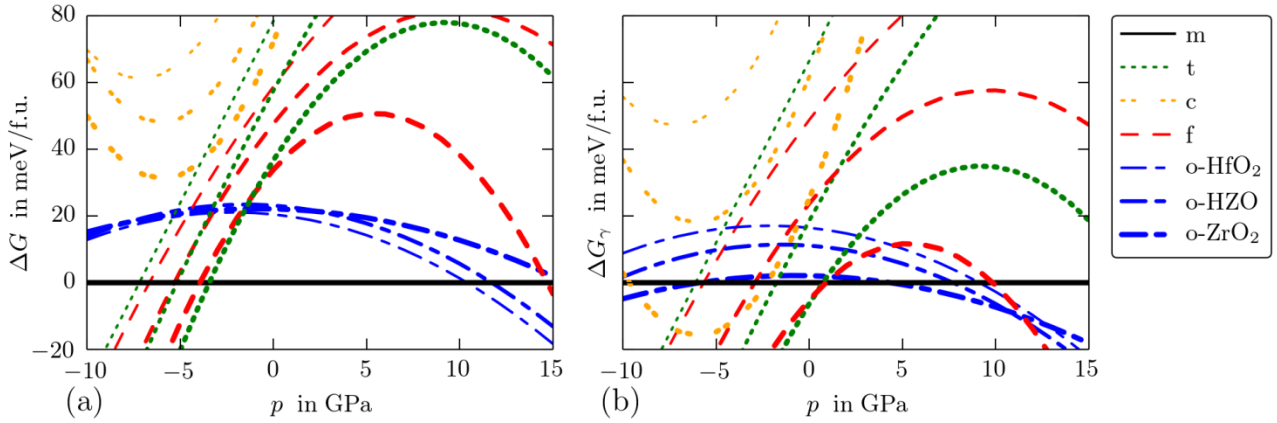 80
60
40
20
0
−20
ΔG in meV/f.u.
−10 −5 0 5 10 15
(a) p in GPa
ΔG_γ in meV/f.u.
−10 −5 0 5 10 15
(b) p in GPa
m
t
c
f
o-HfO₂
o-HZO
o-ZrO₂